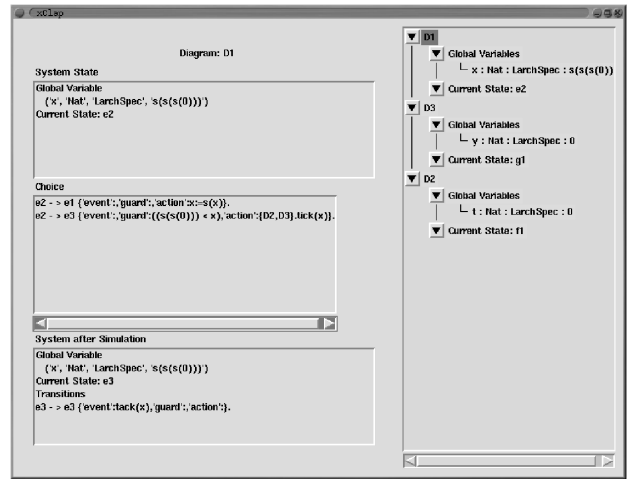 xClap
Diagram: D1
System State
Global Variable
('x', 'Nat', 'LarchSpec', 's(s(s(0)))')
Current State: e2
Choice
e2 - > e1 {'event':,'guard':,'action':x:=s(x)}.
e2 - > e3 {'event':,'guard':((s(s(0))) < x),'action':{D2,D3}.tick(x)}.
System after Simulation
Global Variable
('x', 'Nat', 'LarchSpec', 's(s(s(0)))')
Current State: e3
Transitions
e3 - > e3 {'event':tack(x),'guard':,'action':}.
D1
Global Variables
x : Nat : LarchSpec : s(s(s(0))
Current State: e2
D3
Global Variables
y : Nat : LarchSpec : 0
Current State: g1
D2
Global Variables
t : Nat : LarchSpec : 0
Current State: f1